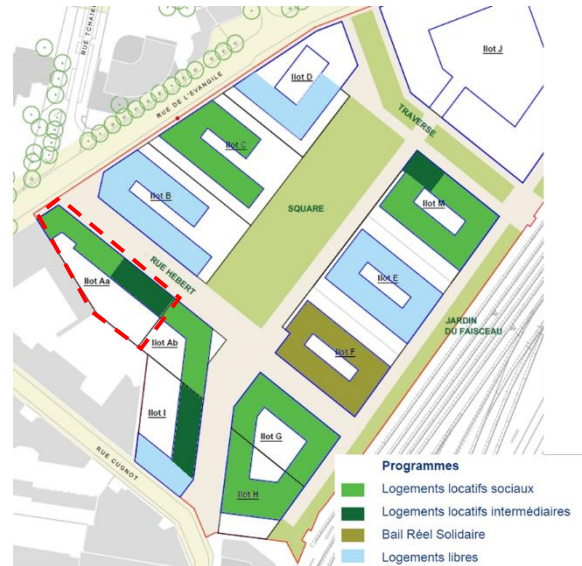 RUE TCHAIK
RUE DE L'EVANGILE
Ilot D
Ilot J
TRAVERSE
Ilot C
Ilot B
Ilot M
SQUARE
RUE HEBERT
Ilot Aa
Ilot E
JARDIN
DU FAISCEAU
Ilot Ab
Ilot F
Ilot I
Ilot G
RUE CUGNOT
Ilot H
Programmes
Logements locatifs sociaux
Logements locatifs intermédiaires
Bail Réel Solidaire
Logements libres